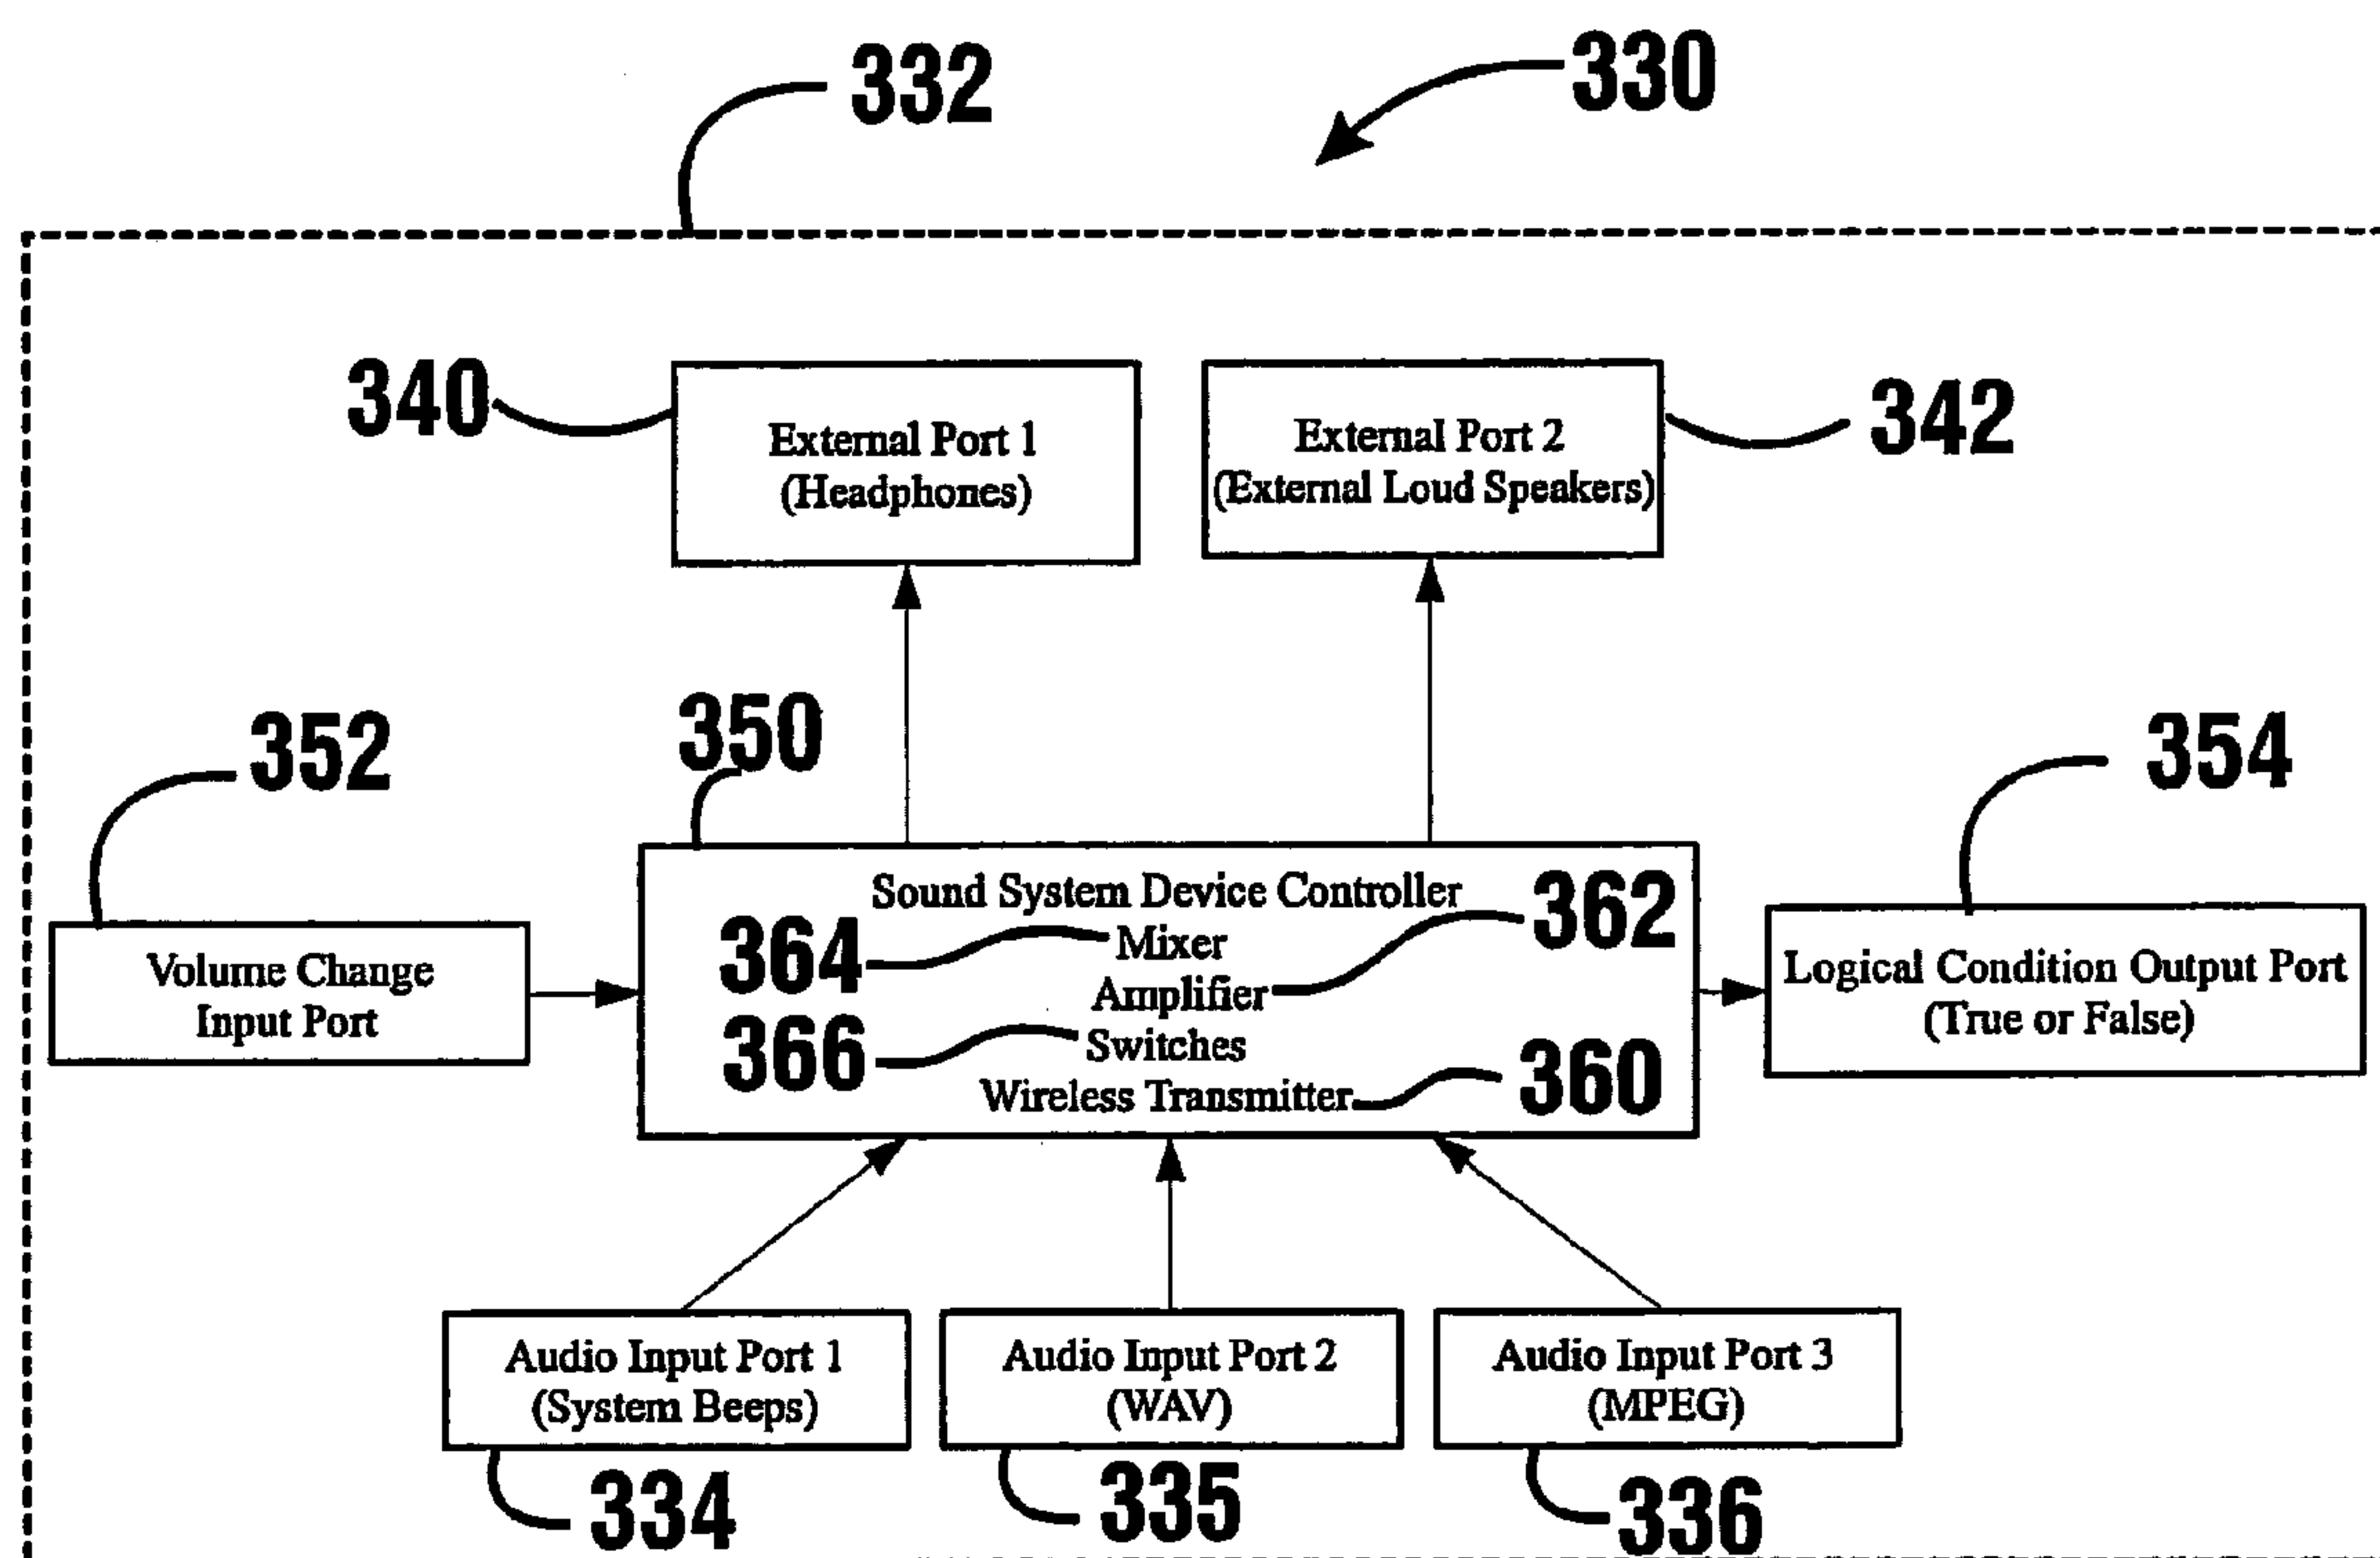 332
330
340
External Port 1
(Headphones)
External Port 2
(External Loud Speakers)
342
352
350
354
Volume Change
Input Port
Sound System Device Controller
362
364
Mixer
Amplifier
366
Switches
Wireless Transmitter
360
Logical Condition Output Port
(True or False)
Audio Input Port 1
(System Beeps)
Audio Input Port 2
(WAV)
Audio Input Port 3
(MPEG)
334
335
336